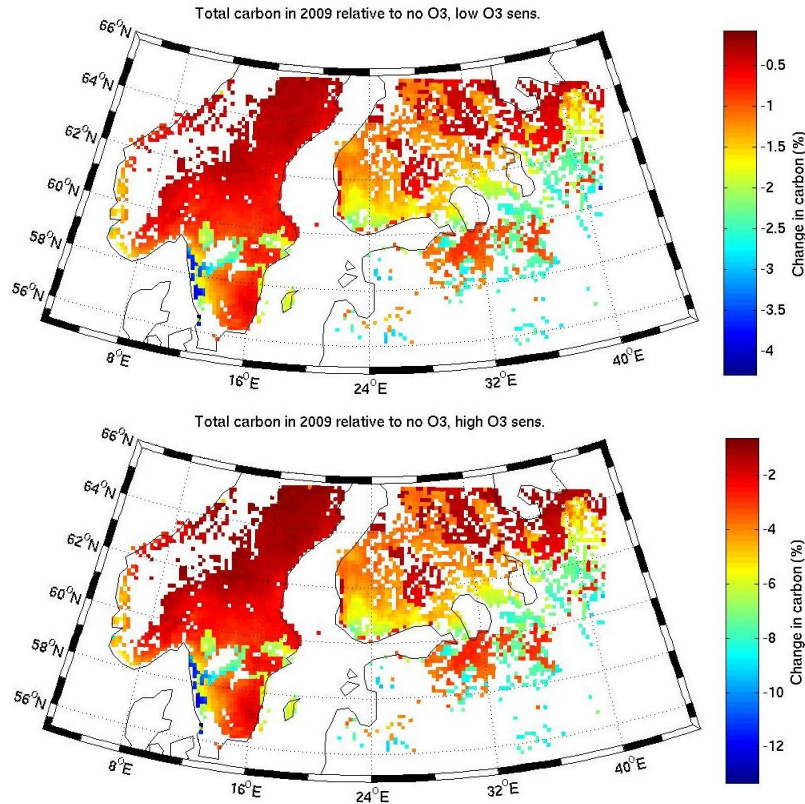 Total carbon in 2009 relative to no O3, low O3 sens.
66°N
64°N
62°N
60°N
58°N
56°N
8°E
16°E
24°E
32°E
40°E
-0.5
-1
-1.5
-2
-2.5
-3
-3.5
-4
Change in carbon (%)
Total carbon in 2009 relative to no O3, high O3 sens.
66°N
64°N
62°N
60°N
58°N
56°N
8°E
16°E
24°E
32°E
40°E
-2
-4
-6
-8
-10
-12
Change in carbon (%)